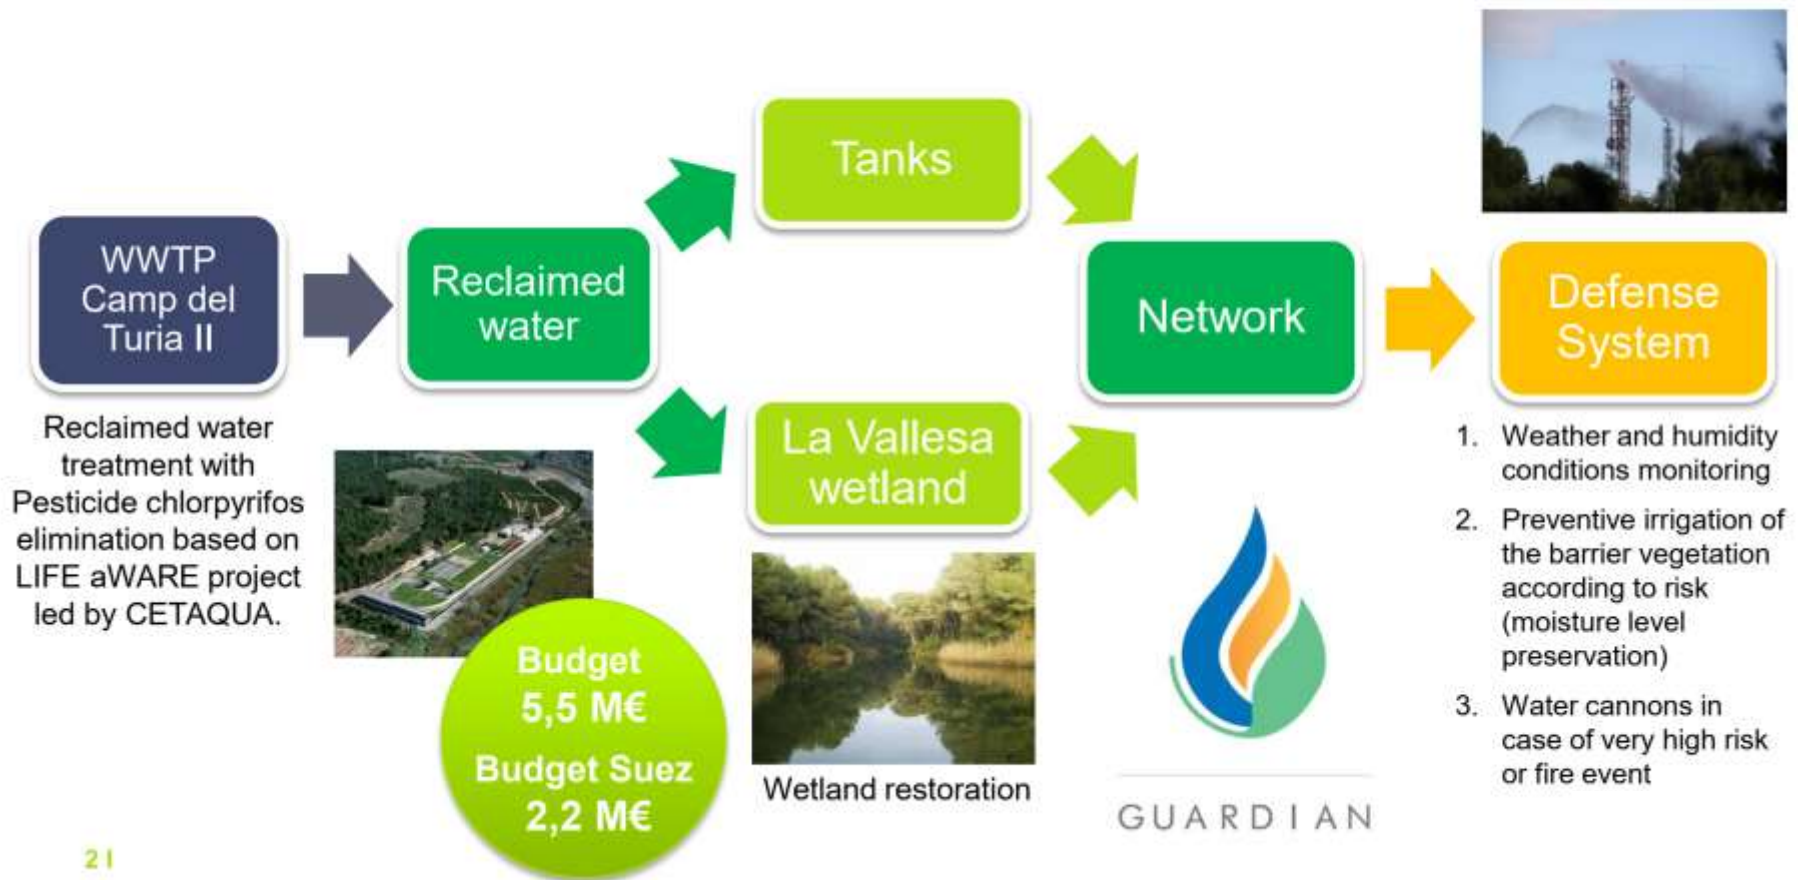 WWTP
Camp del
Turia II
Reclaimed water
treatment with
Pesticide chlorpyrifos
elimination based on
LIFE aWARE project
led by CETAQUA.
Reclaimed
water
Tanks
La Vallesa
wetland
Wetland restoration
Budget
5,5 M€
Budget Suez
2,2 M€
Network
GUARDIAN
Defense
System
1. Weather and humidity
conditions monitoring
2. Preventive irrigation of
the barrier vegetation
according to risk
(moisture level
preservation)
3. Water cannons in
case of very high risk
or fire event
2 I